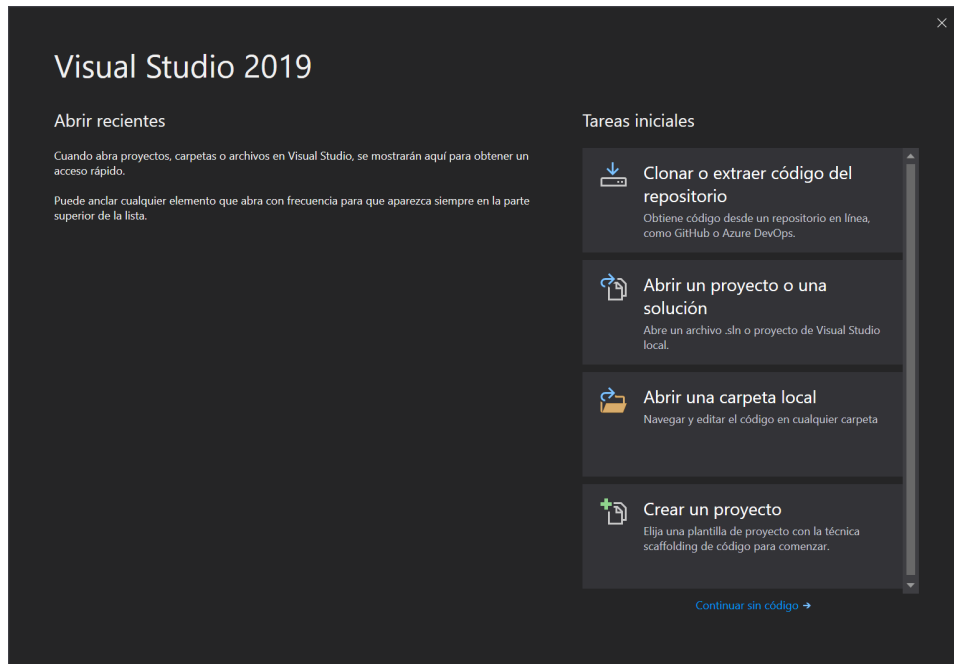 Visual Studio 2019
Abrir recientes
Cuando abra proyectos, carpetas o archivos en Visual Studio, se mostrarán aquí para obtener un
acceso rápido.
Puede anclar cualquier elemento que abra con frecuencia para que aparezca siempre en la parte
superior de la lista.
Tareas iniciales
Clonar o extraer código del
repositorio
Obtiene código desde un repositorio en línea,
como GitHub o Azure DevOps.
Abrir un proyecto o una
solución
Abre un archivo .sln o proyecto de Visual Studio
local.
Abrir una carpeta local
Navegar y editar el código en cualquier carpeta
Crear un proyecto
Elija una plantilla de proyecto con la técnica
scaffolding de código para comenzar.
Continuar sin código